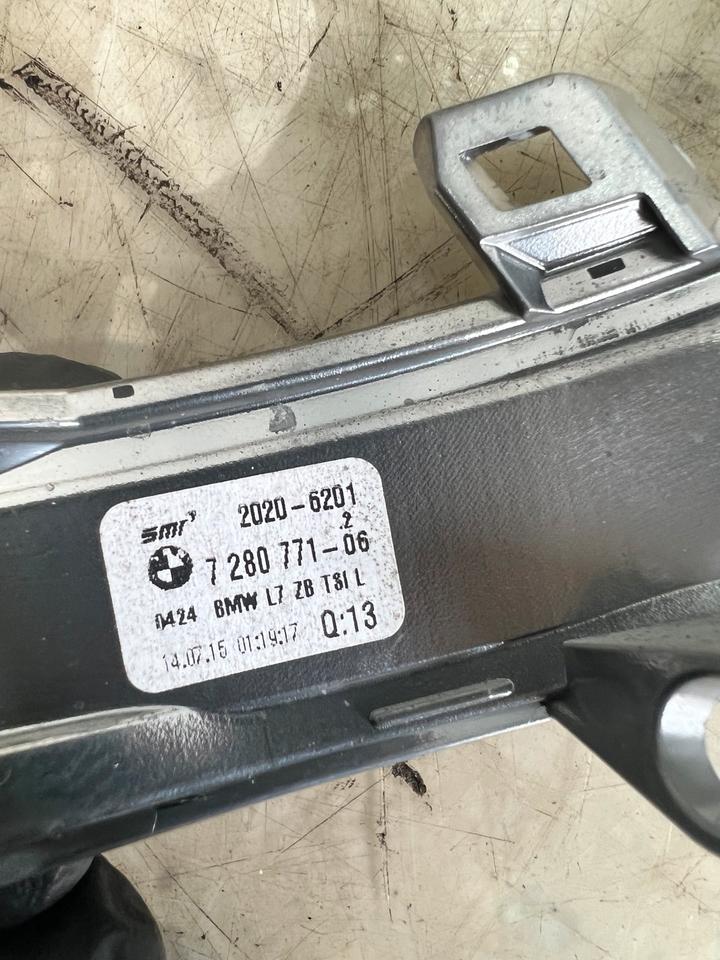 smr 2020-6201
.2
7 280 771-06
0424 BMW L7 ZB TSI L
14.07.15 01:19:17 Q:13